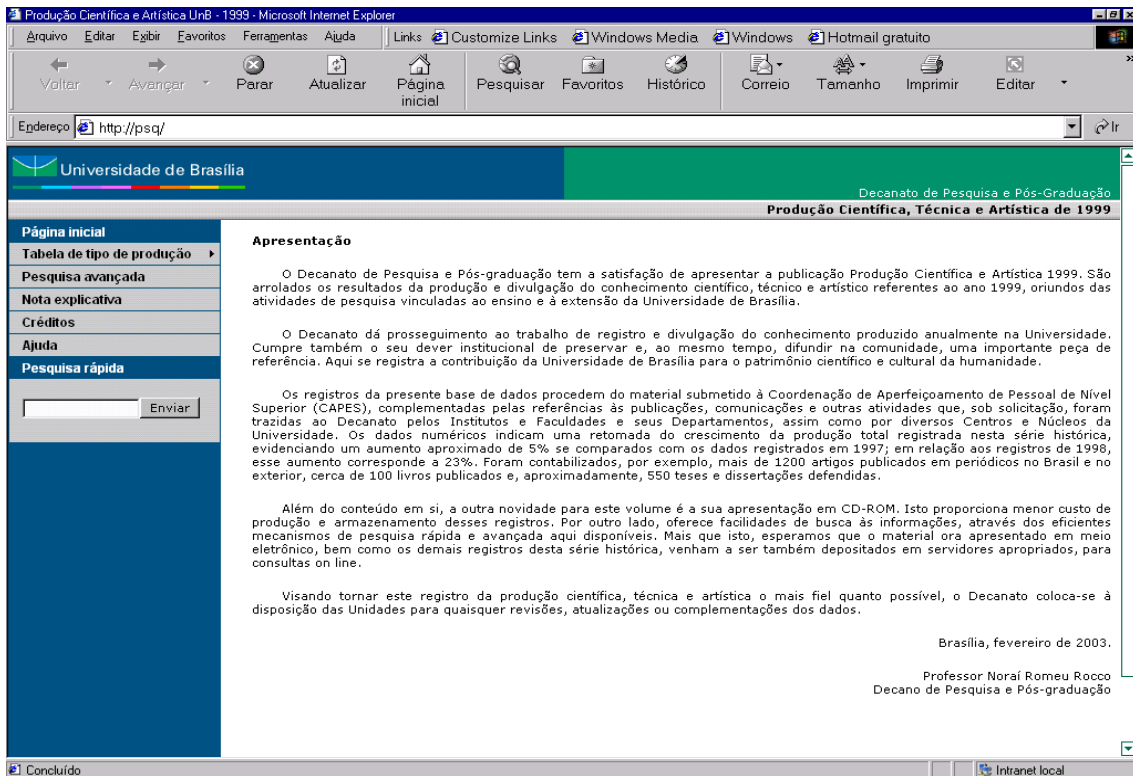 Produção Científica e Artística UnB - 1999 - Microsoft Internet Explorer
Arquivo Editar Exibir Favoritos Ferramentas Ajuda Links Customize Links Windows Media Windows Hotmail gratuito
Voltar Avançar Parar Atualizar Página inicial Pesquisar Favoritos Histórico Correio Tamanho Imprimir Editar »
Endereço http://psq/ Ir
Universidade de Brasília
Decanato de Pesquisa e Pós-Graduação
Produção Científica, Técnica e Artística de 1999
Página inicial
Tabela de tipo de produção
Pesquisa avançada
Nota explicativa
Créditos
Ajuda
Pesquisa rápida
Enviar
Apresentação
O Decanato de Pesquisa e Pós-graduação tem a satisfação de apresentar a publicação Produção Científica e Artística 1999. São
arrolados os resultados da produção e divulgação do conhecimento científico, técnico e artístico referentes ao ano 1999, oriundos das
atividades de pesquisa vinculadas ao ensino e à extensão da Universidade de Brasília.
O Decanato dá prosseguimento ao trabalho de registro e divulgação do conhecimento produzido anualmente na Universidade.
Cumpre também o seu dever institucional de preservar e, ao mesmo tempo, difundir na comunidade, uma importante peça de
referência. Aqui se registra a contribuição da Universidade de Brasília para o patrimônio científico e cultural da humanidade.
Os registros da presente base de dados procedem do material submetido à Coordenação de Aperfeiçoamento de Pessoal de Nível
Superior (CAPES), complementadas pelas referências às publicações, comunicações e outras atividades que, sob solicitação, foram
trazidas ao Decanato pelos Institutos e Faculdades e seus Departamentos, assim como por diversos Centros e Núcleos da
Universidade. Os dados numéricos indicam uma retomada do crescimento da produção total registrada nesta série histórica,
evidenciando um aumento aproximado de 5% se comparados com os dados registrados em 1997; em relação aos registros de 1998,
esse aumento corresponde a 23%. Foram contabilizados, por exemplo, mais de 1200 artigos publicados em periódicos no Brasil e no
exterior, cerca de 100 livros publicados e, aproximadamente, 550 teses e dissertações defendidas.
Além do conteúdo em si, a outra novidade para este volume é a sua apresentação em CD-ROM. Isto proporciona menor custo de
produção e armazenamento desses registros. Por outro lado, oferece facilidades de busca às informações, através dos eficientes
mecanismos de pesquisa rápida e avançada aqui disponíveis. Mais que isto, esperamos que o material ora apresentado em meio
eletrônico, bem como os demais registros desta série histórica, venham a ser também depositados em servidores apropriados, para
consultas on line.
Visando tornar este registro da produção científica, técnica e artística o mais fiel quanto possível, o Decanato coloca-se à
disposição das Unidades para quaisquer revisões, atualizações ou complementações dos dados.
Brasília, fevereiro de 2003.
Professor Noraí Romeu Rocco
Decano de Pesquisa e Pós-graduação
Concluído Intranet local